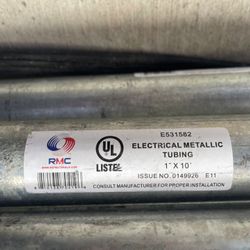 E531582
ELECTRICAL METALLIC
TUBING
1" X 10'
ISSUE NO. 0149926 E11
CONSULT MANUFACTURER FOR PROPER INSTALLATION
RMC
UL
LISTED